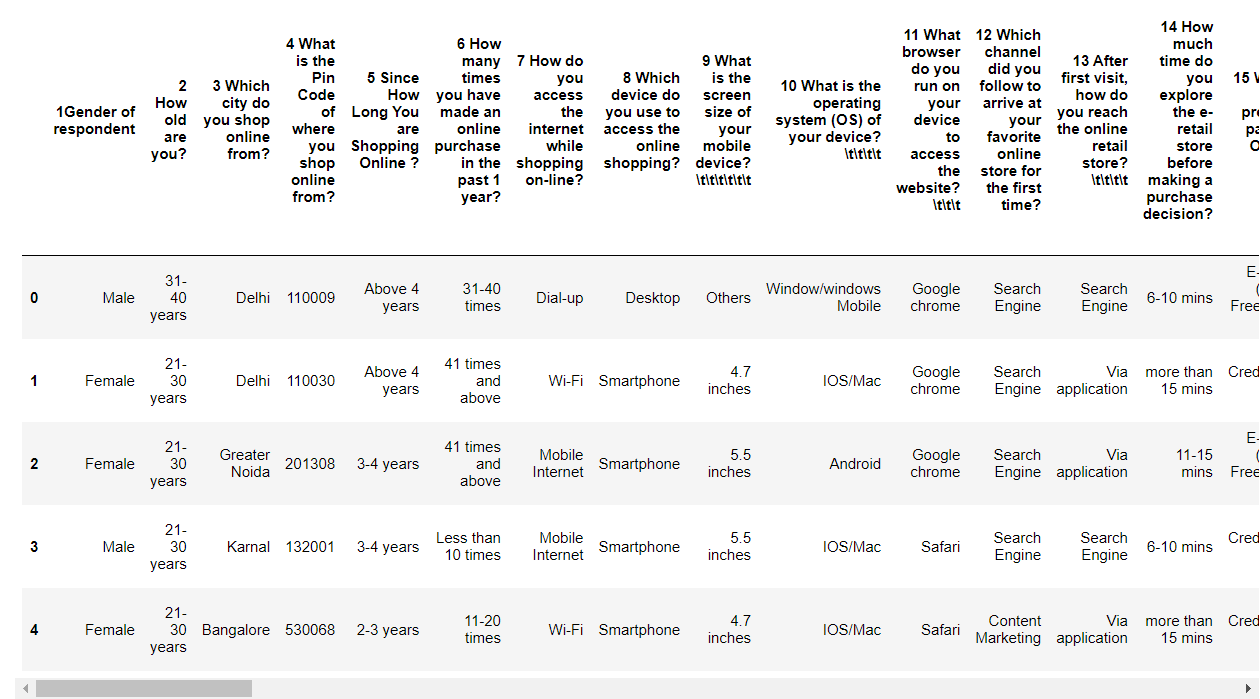 1Gender of
respondent
2
How
old
are
you?
3 Which
city do
you shop
online
from?
4 What
is the
Pin
Code
of
where
you
shop
online
from?
5 Since
How
Long You
are
Shopping
Online ?
6 How
many
times
you have
made an
online
purchase
in the
past 1
year?
7 How do
you
access
the
internet
while
shopping
on-line?
8 Which
device do
you use to
access the
online
shopping?
9 What
is the
screen
size of
your
mobile
device?
\t\t\t\t\t\t
10 What is the
operating
system (OS) of
your device?
\t\t\t\t
11 What
browser
do you
run on
your
device
to
access
the
website?
\t\t\t
12 Which
channel
did you
follow to
arrive at
your
favorite
online
store for
the first
time?
13 After
first visit,
how do
you reach
the online
retail
store?
\t\t\t\t
14 How
much
time do
you
explore
the e-
retail
store
before
making a
purchase
decision?
15
0
Male
31-
40
years
Delhi
110009
Above 4
years
31-40
times
Dial-up
Desktop
Others
Window/windows
Mobile
Google
chrome
Search
Engine
Search
Engine
6-10 mins
E-
(
Free
1
Female
21-
30
years
Delhi
110030
Above 4
years
41 times
and
above
Wi-Fi
Smartphone
4.7
inches
IOS/Mac
Google
chrome
Search
Engine
Via
application
more than
15 mins
Cred
2
Female
21-
30
years
Greater
Noida
201308
3-4 years
41 times
and
above
Mobile
Internet
Smartphone
5.5
inches
Android
Google
chrome
Search
Engine
Via
application
11-15
mins
E-
(
Free
3
Male
21-
30
years
Karnal
132001
3-4 years
Less than
10 times
Mobile
Internet
Smartphone
5.5
inches
IOS/Mac
Safari
Search
Engine
Search
Engine
6-10 mins
Cred
4
Female
21-
30
years
Bangalore
530068
2-3 years
11-20
times
Wi-Fi
Smartphone
4.7
inches
IOS/Mac
Safari
Content
Marketing
Via
application
more than
15 mins
Cred